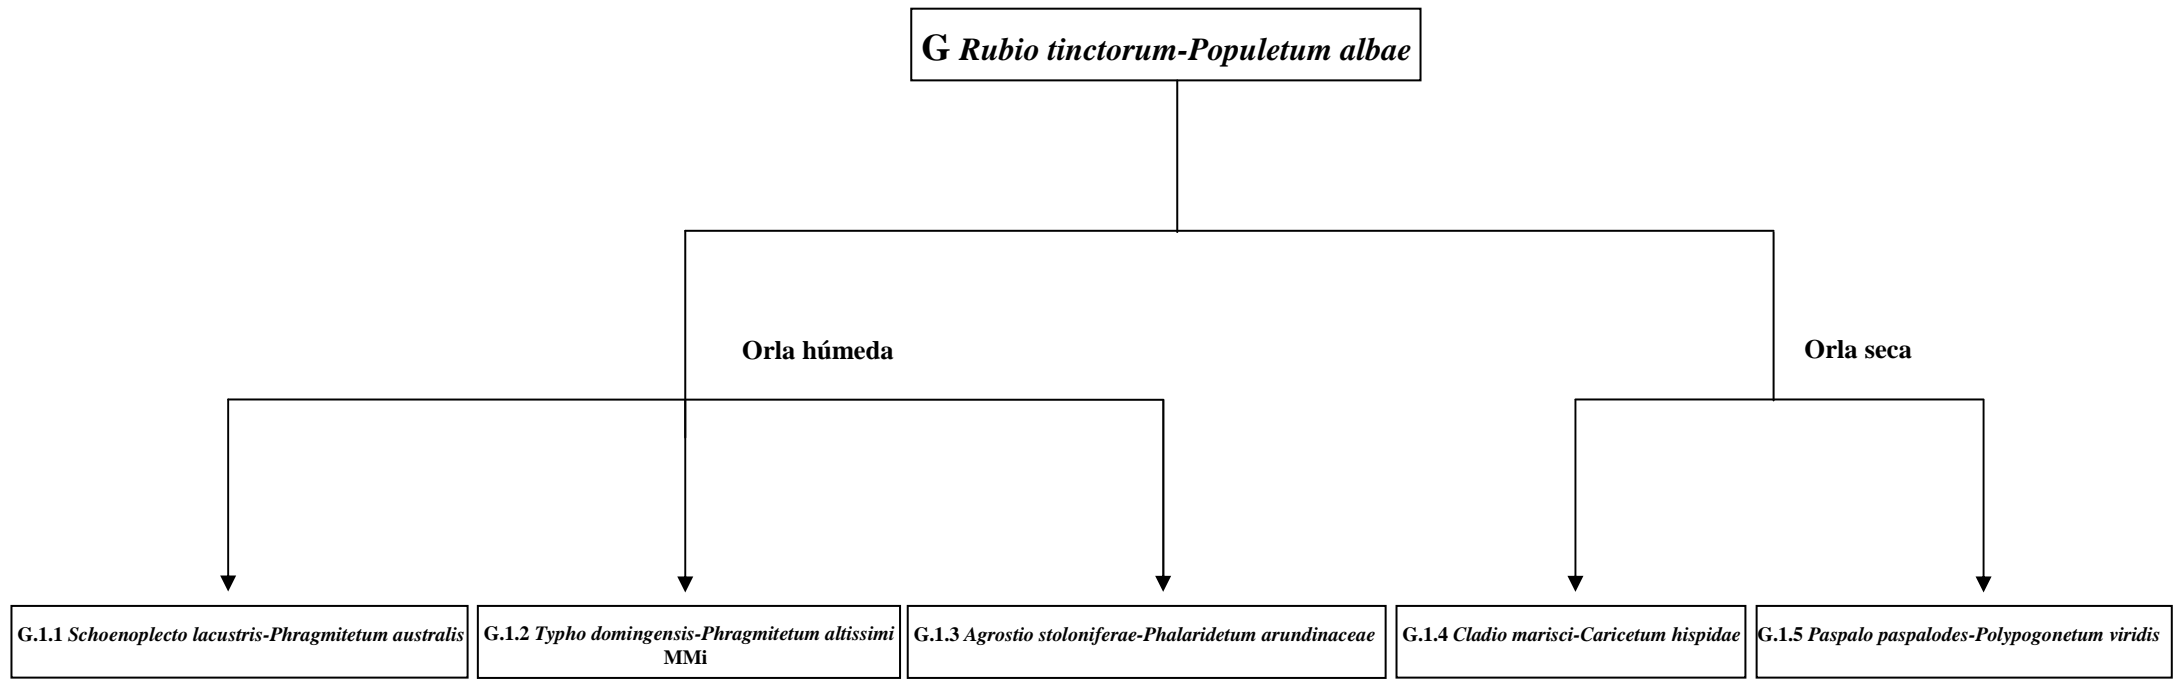 G Rubio tinctorum-Populetum albae
Orla húmeda
Orla seca
G.1.1 Schoenoplecto lacustris-Phragmitetum australis
G.1.2 Typho domingensis-Phragmitetum altissimi
MMi
G.1.3 Agrostio stoloniferae-Phalaridetum arundinaceae
G.1.4 Cladio marisci-Caricetum hispidae
G.1.5 Paspalo paspalodes-Polypogonetum viridis